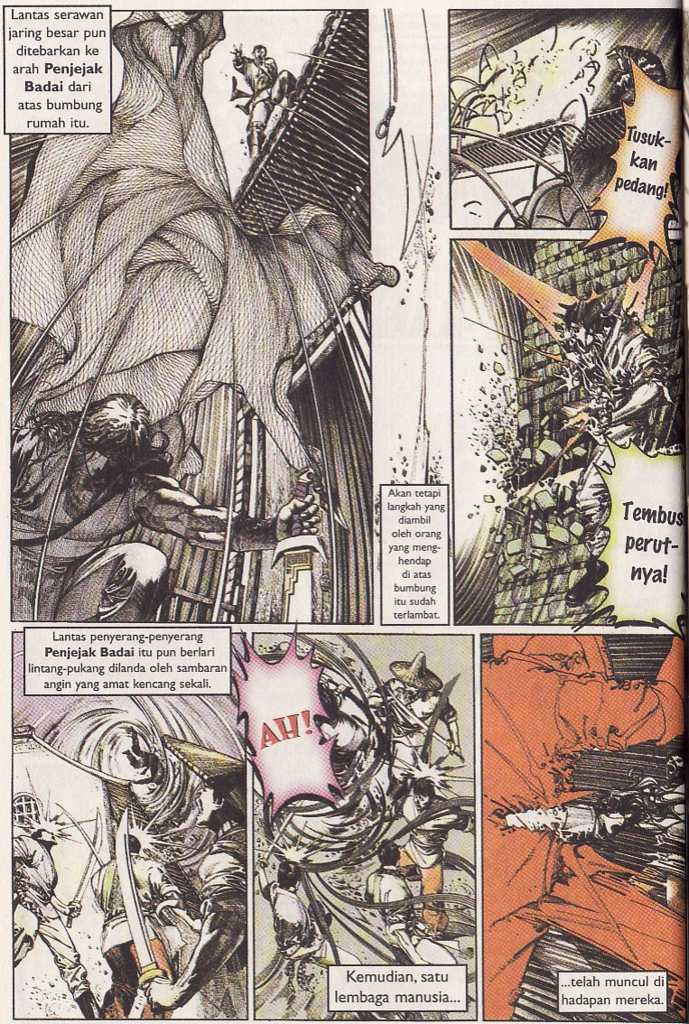 Lantas serawan
jaring besar pun
ditebarkan ke
arah Penjejak
Badai dari
atas bumbung
rumah itu.
Akan tetapi
langkah yang
diambil
oleh orang
yang meng-
hendap
di atas
bumbung
itu sudah
terlambat.
Tusuk-
kan
pedang!
Tembus
perut-
nya!
Lantas penyerang-penyerang
Penjejak Badai itu pun berlari
lintang-pukang dilanda oleh sambaran
angin yang amat kencang sekali.
AH!
Kemudian, satu
lembaga manusia...
...telah muncul di
hadapan mereka.